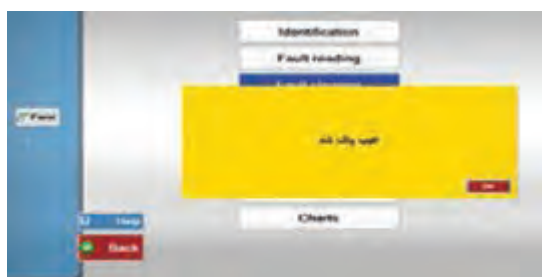 Identification
Fault reading
عیب پاک شد
Charts
Help
Back